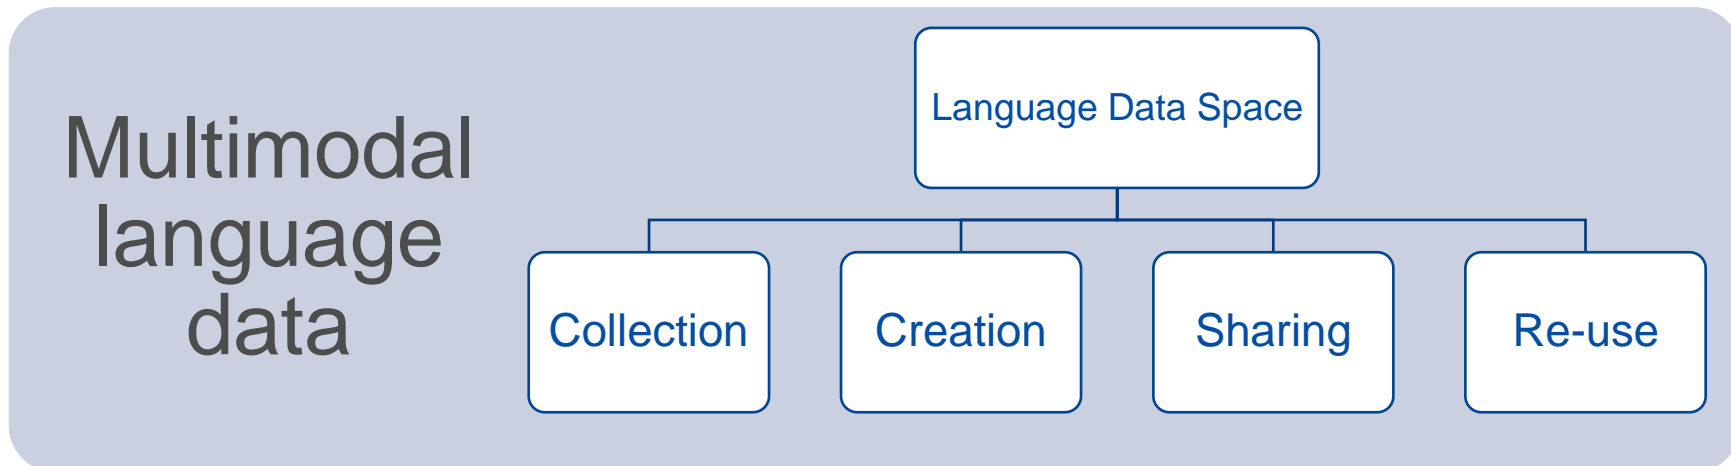 Multimodal
language
data
Language Data Space
Collection
Creation
Sharing
Re-use